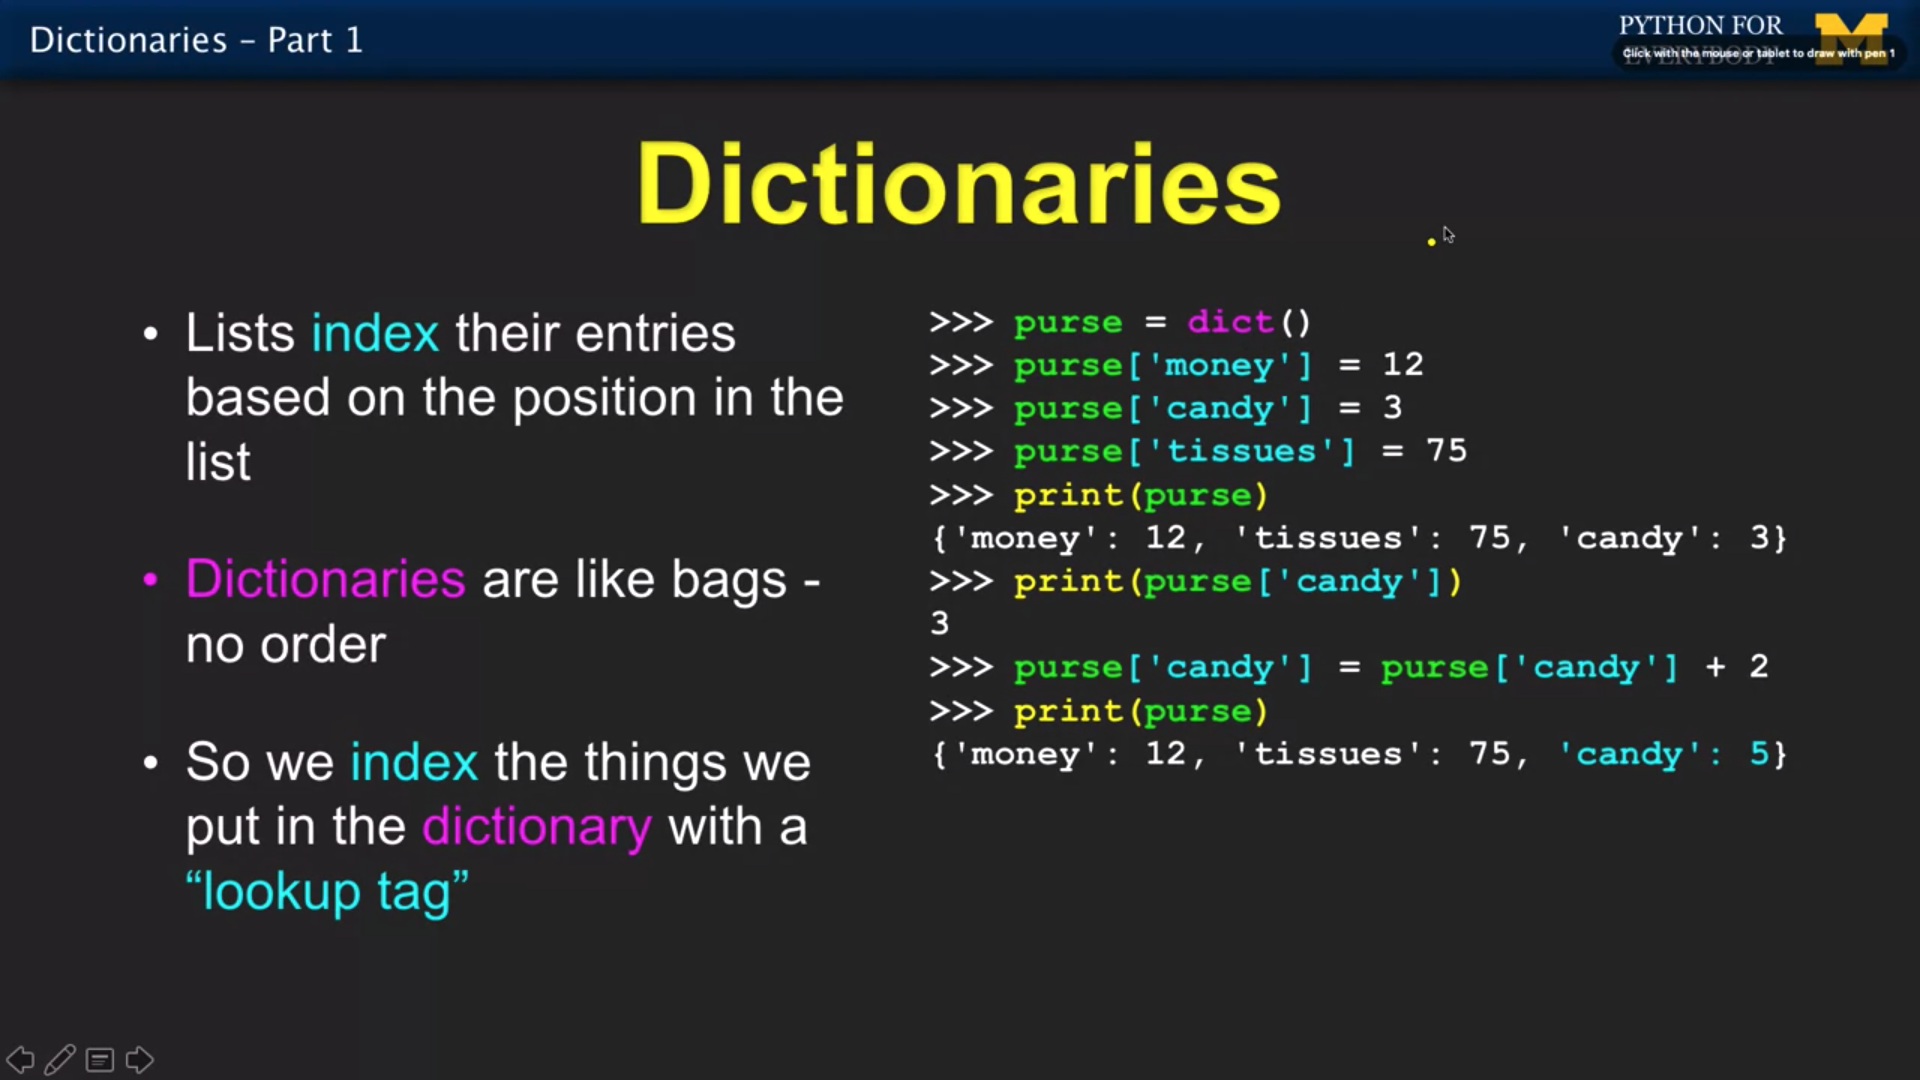 Dictionaries – Part 1
PYTHON FOR
EVERYBODY
Click with the mouse or tablet to draw with pen 1
Dictionaries
• Lists index their entries
based on the position in the
list
• Dictionaries are like bags -
no order
• So we index the things we
put in the dictionary with a
“lookup tag”
>>> purse = dict()
>>> purse['money'] = 12
>>> purse['candy'] = 3
>>> purse['tissues'] = 75
>>> print(purse)
{'money': 12, 'tissues': 75, 'candy': 3}
>>> print(purse['candy'])
3
>>> purse['candy'] = purse['candy'] + 2
>>> print(purse)
{'money': 12, 'tissues': 75, 'candy': 5}